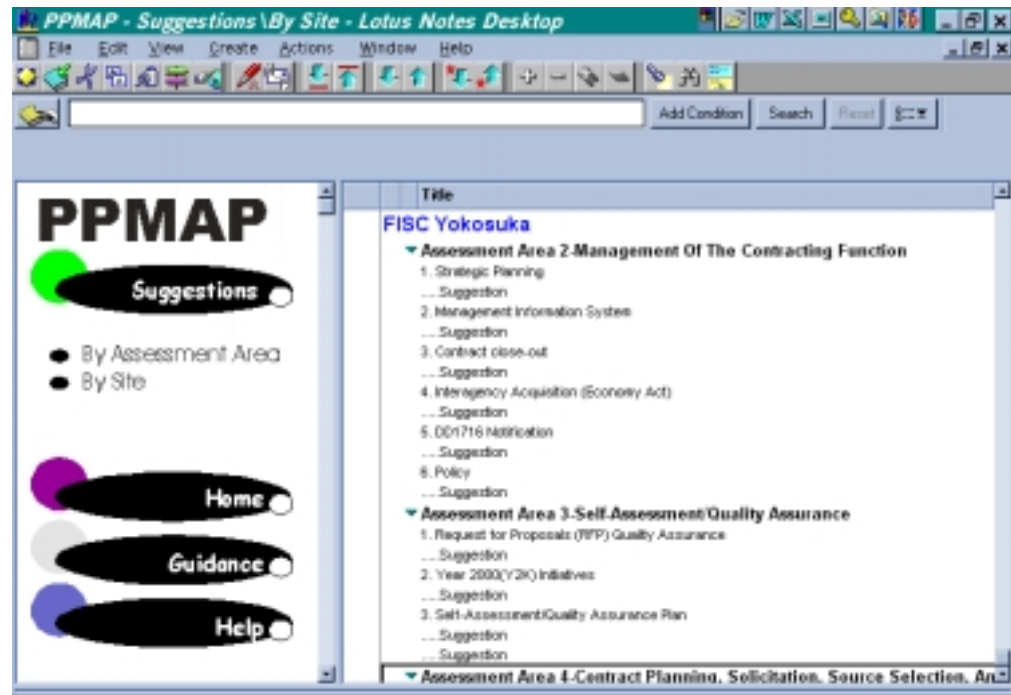 PPMAP - Suggestions\By Site - Lotus Notes Desktop
File Edit View Create Actions Window Help
Add Condition Search Reset
PPMAP
Suggestions
By Assessment Area
By Site
Home
Guidance
Help
Title
FISC Yokosuka
Assessment Area 2-Management Of The Contracting Function
1. Strategic Planning
... Suggestion
2. Management Information System
... Suggestion
3. Contract close-out
... Suggestion
4. Interagency Acquisition (Economy Act)
... Suggestion
5. DD1716 Notification
... Suggestion
6. Policy
... Suggestion
Assessment Area 3-Self-Assessment/Quality Assurance
1. Request for Proposals (RFP) Quality Assurance
... Suggestion
2. Year 2000(Y2K) Initiatives
... Suggestion
3. Self-Assessment/Quality Assurance Plan
... Suggestion
... Suggestion
Assessment Area 4-Contract Planning, Solicitation, Source Selection, An